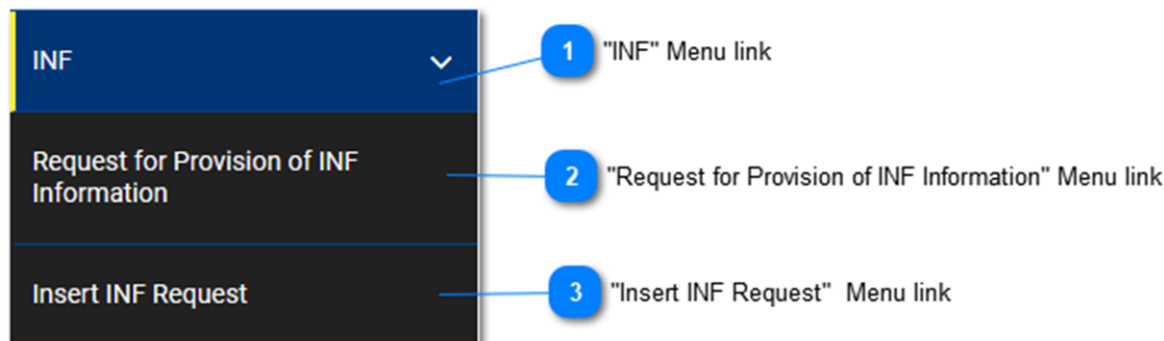 INF
1 "INF" Menu link
Request for Provision of INF
Information
2 "Request for Provision of INF Information" Menu link
Insert INF Request
3 "Insert INF Request" Menu link